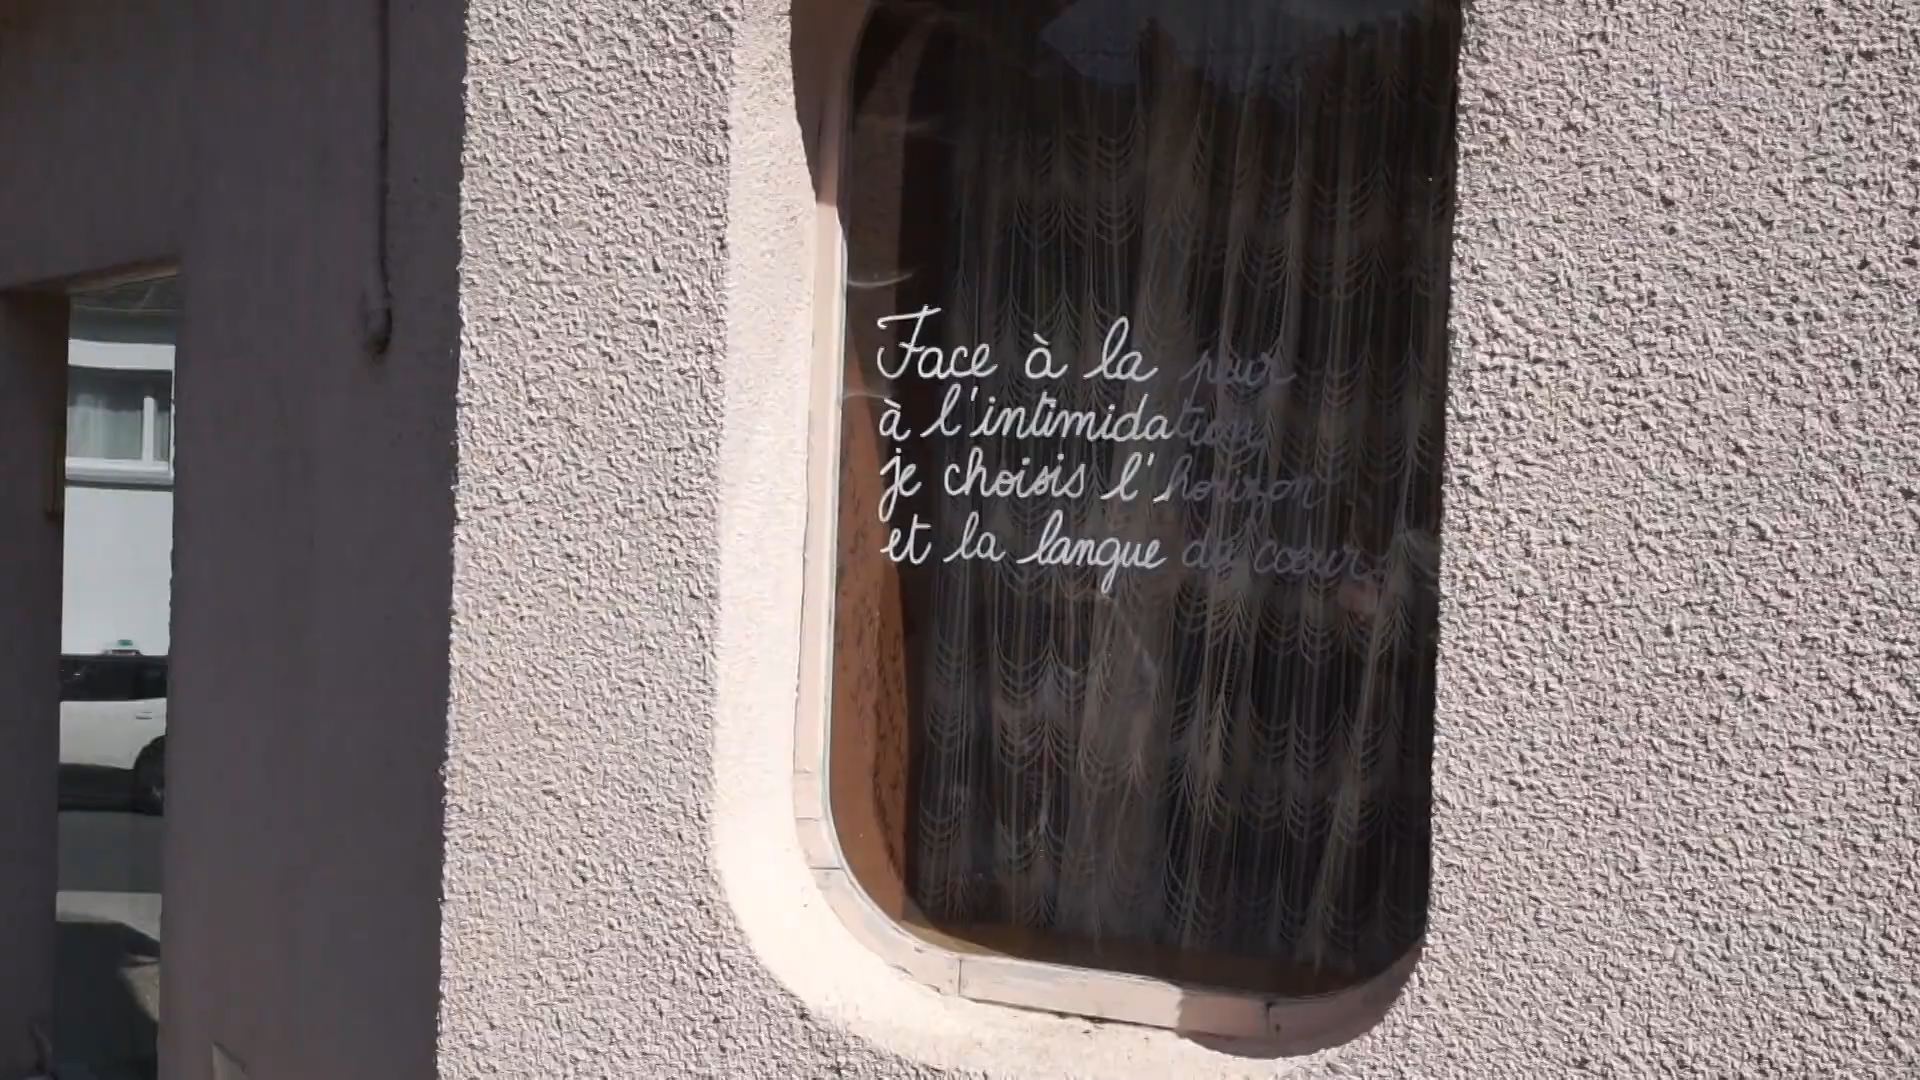 Face à la peur
à l'intimidation
je choisis l'horizon
et la langue du cœur